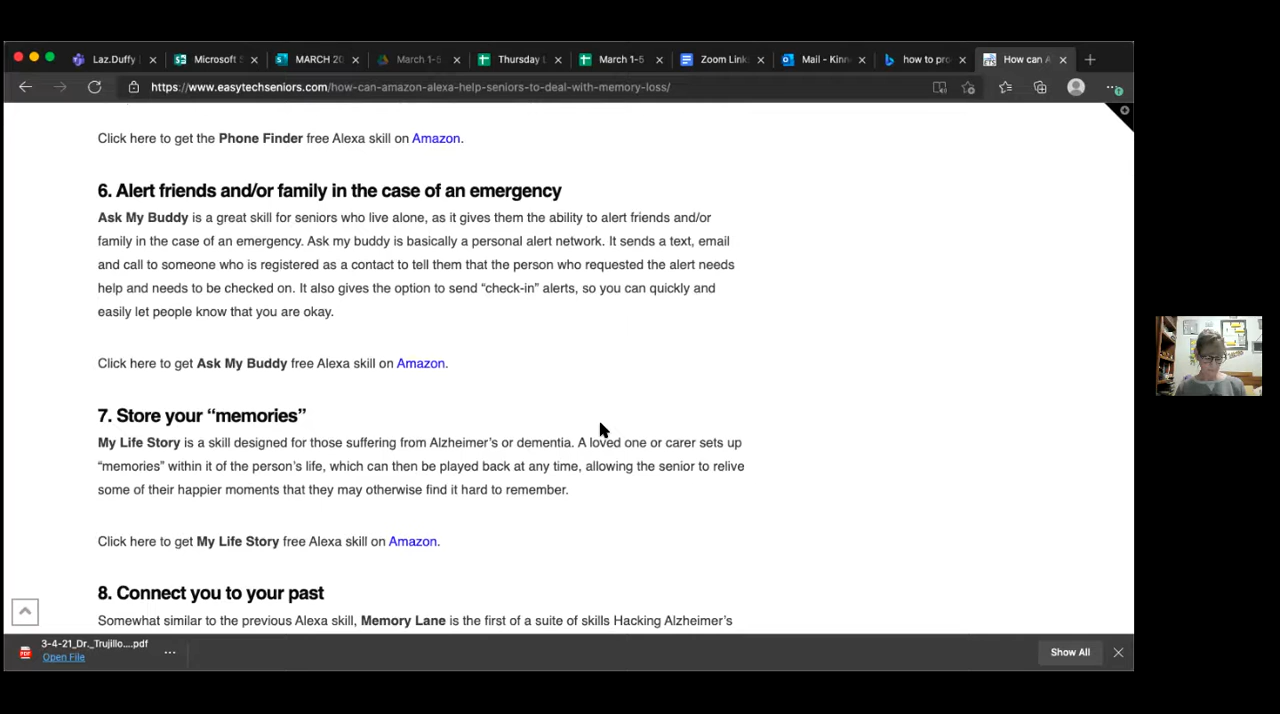 Laz.Duffy
Microsoft
MARCH 20
March 1-5
Thursday
March 1-5
Zoom Link
Mail - Kinn
how to pro
How can
https://www.easytechseniors.com/how-can-amazon-alexa-help-seniors-to-deal-with-memory-loss/
Click here to get the Phone Finder free Alexa skill on Amazon.
6. Alert friends and/or family in the case of an emergency
Ask My Buddy is a great skill for seniors who live alone, as it gives them the ability to alert friends and/or
family in the case of an emergency. Ask my buddy is basically a personal alert network. It sends a text, email
and call to someone who is registered as a contact to tell them that the person who requested the alert needs
help and needs to be checked on. It also gives the option to send “check-in” alerts, so you can quickly and
easily let people know that you are okay.
Click here to get Ask My Buddy free Alexa skill on Amazon.
7. Store your “memories”
My Life Story is a skill designed for those suffering from Alzheimer’s or dementia. A loved one or carer sets up
“memories” within it of the person’s life, which can then be played back at any time, allowing the senior to relive
some of their happier moments that they may otherwise find it hard to remember.
Click here to get My Life Story free Alexa skill on Amazon.
8. Connect you to your past
Somewhat similar to the previous Alexa skill, Memory Lane is the first of a suite of skills Hacking Alzheimer’s
3-4-21_Dr._Trujillo....pdf
Open File
Show All